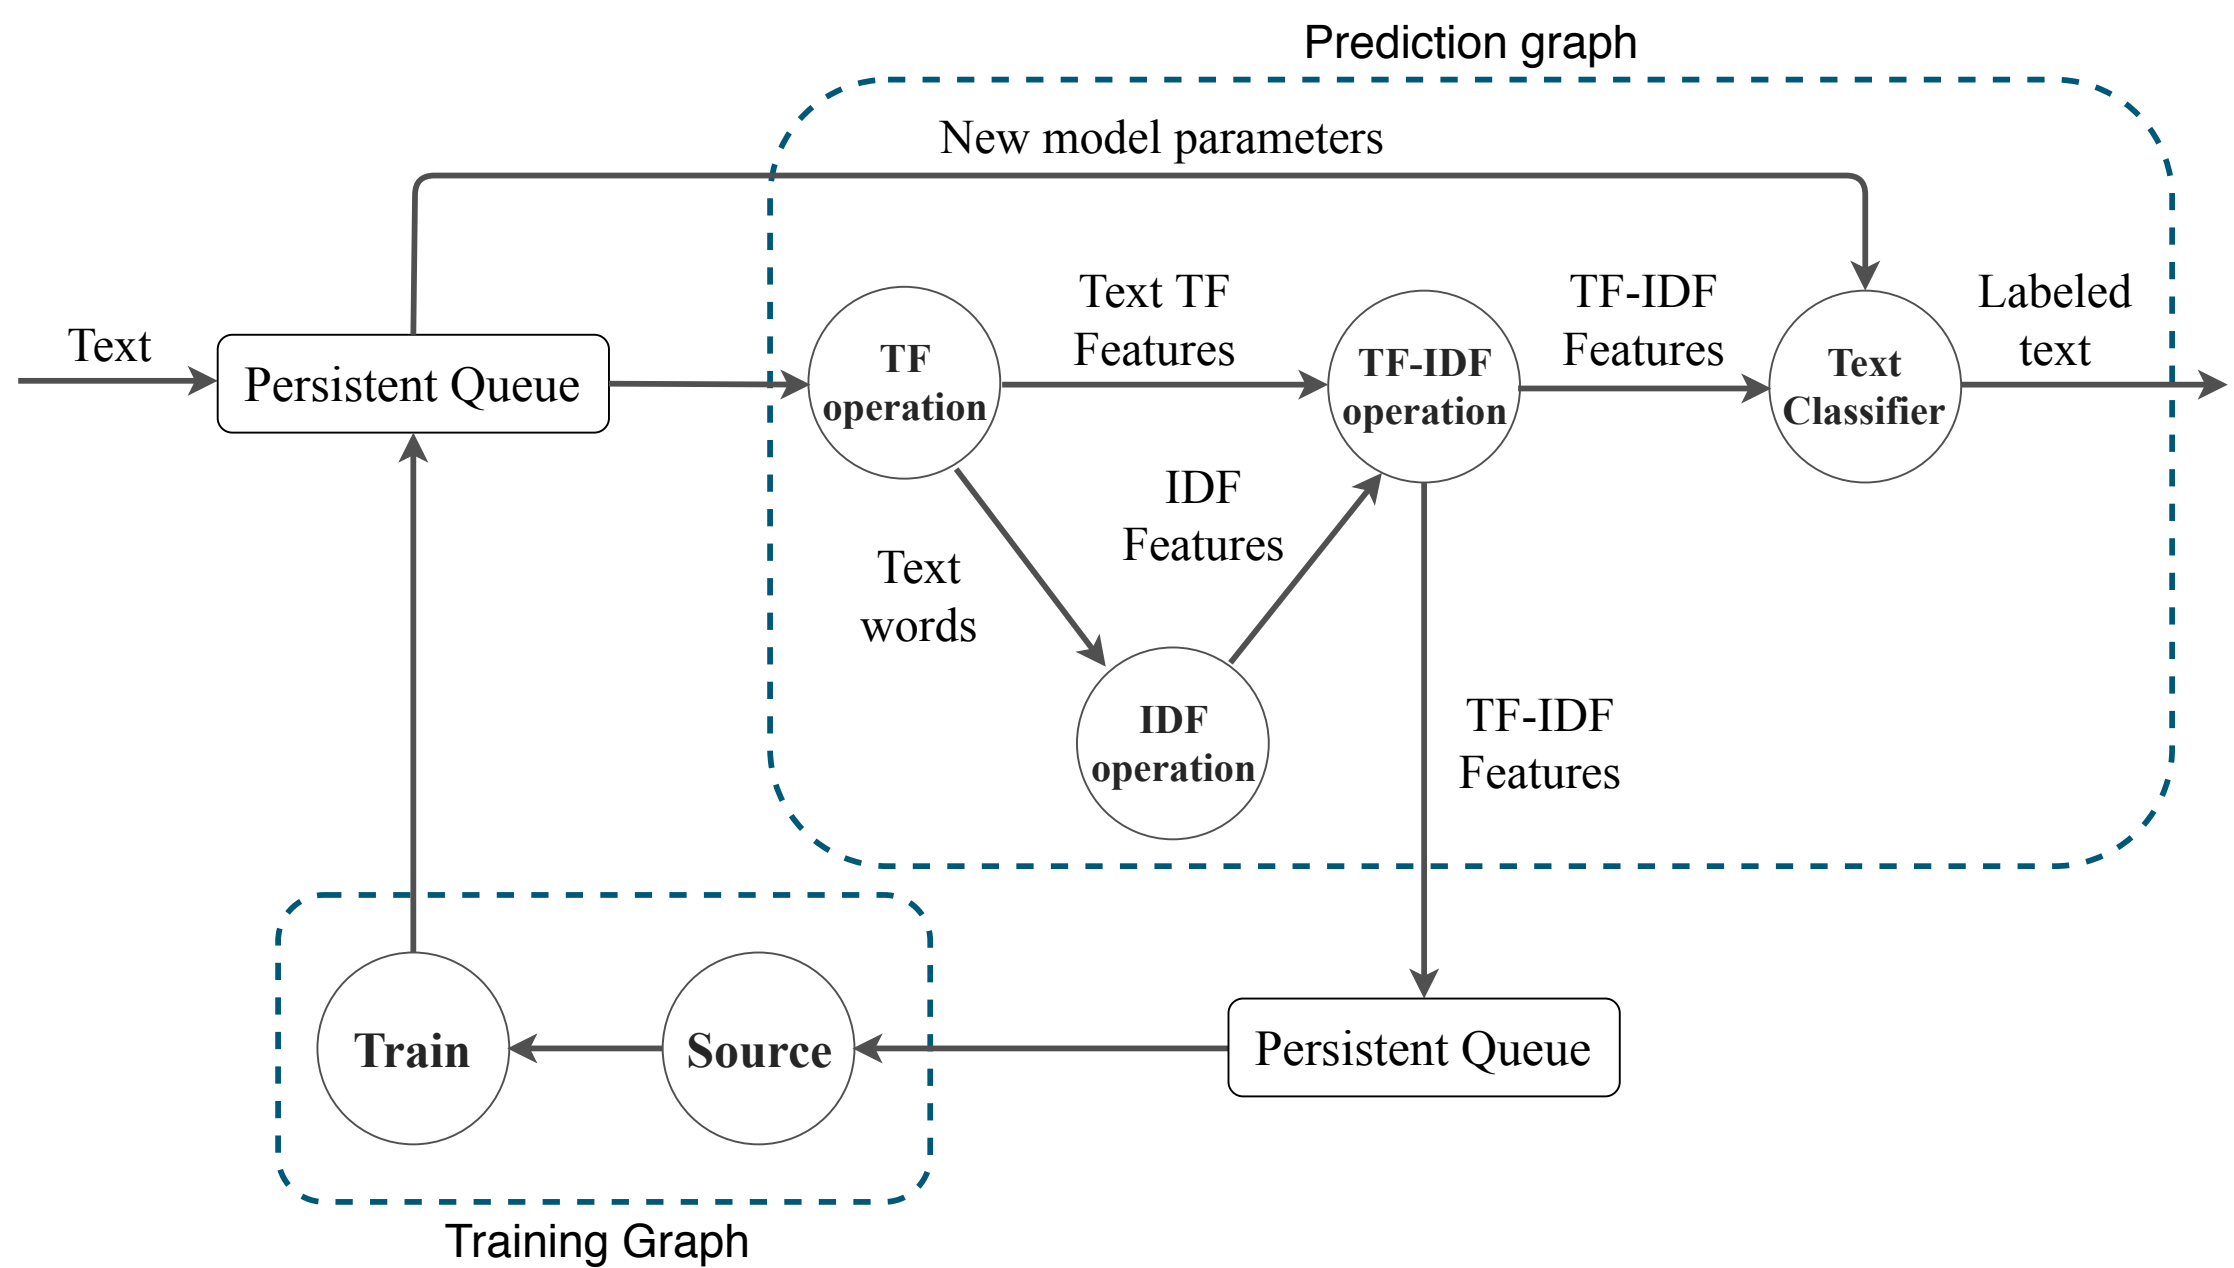 Prediction graph
New model parameters
Text
Persistent Queue
TF
operation
Text TF
Features
TF-IDF
operation
TF-IDF
Features
Text
Classifier
Labeled
text
Text
words
IDF
Features
IDF
operation
TF-IDF
Features
Train
Source
Persistent Queue
Training Graph